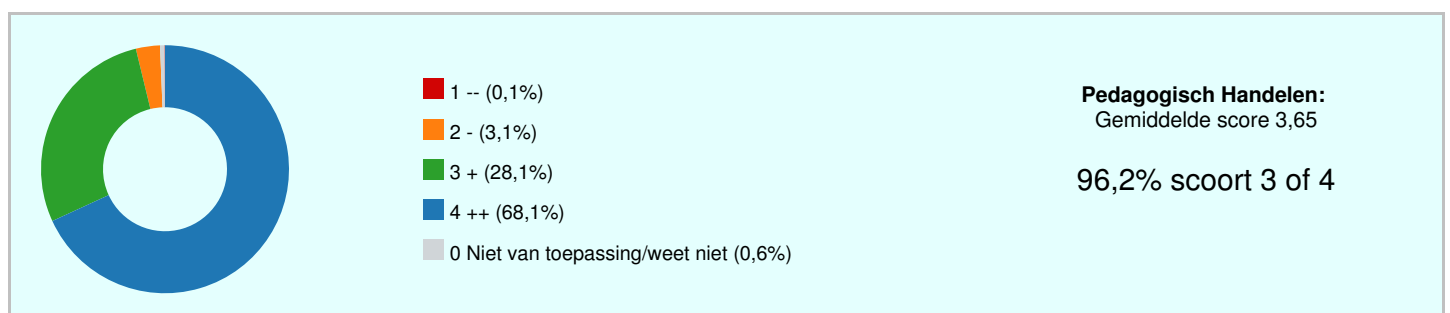 1 -- (0,1%)
2 - (3,1%)
3 + (28,1%)
4 ++ (68,1%)
0 Niet van toepassing/weet niet (0,6%)
Pedagogisch Handelen:
Gemiddelde score 3,65
96,2% scoort 3 of 4